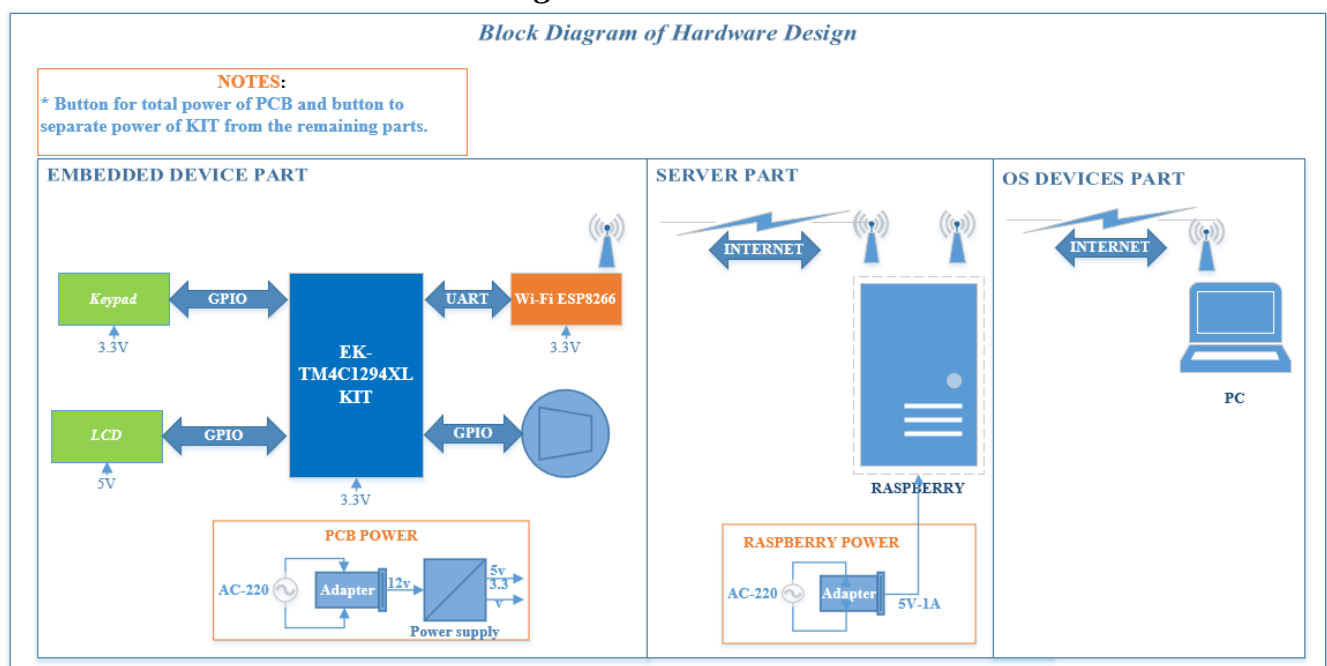 Block Diagram of Hardware Design
NOTES:
* Button for total power of PCB and button to
separate power of KIT from the remaining parts.
EMBEDDED DEVICE PART
Keypad
GPIO
3.3V
LCD
GPIO
5V
EK-
TM4C1294XL
KIT
3.3V
UART
Wi-Fi ESP8266
3.3V
GPIO
PCB POWER
AC-220
Adapter
12v
5v
3.3
v
Power supply
SERVER PART
INTERNET
RASPBERRY
RASPBERRY POWER
AC-220
Adapter
5V-1A
OS DEVICES PART
INTERNET
PC